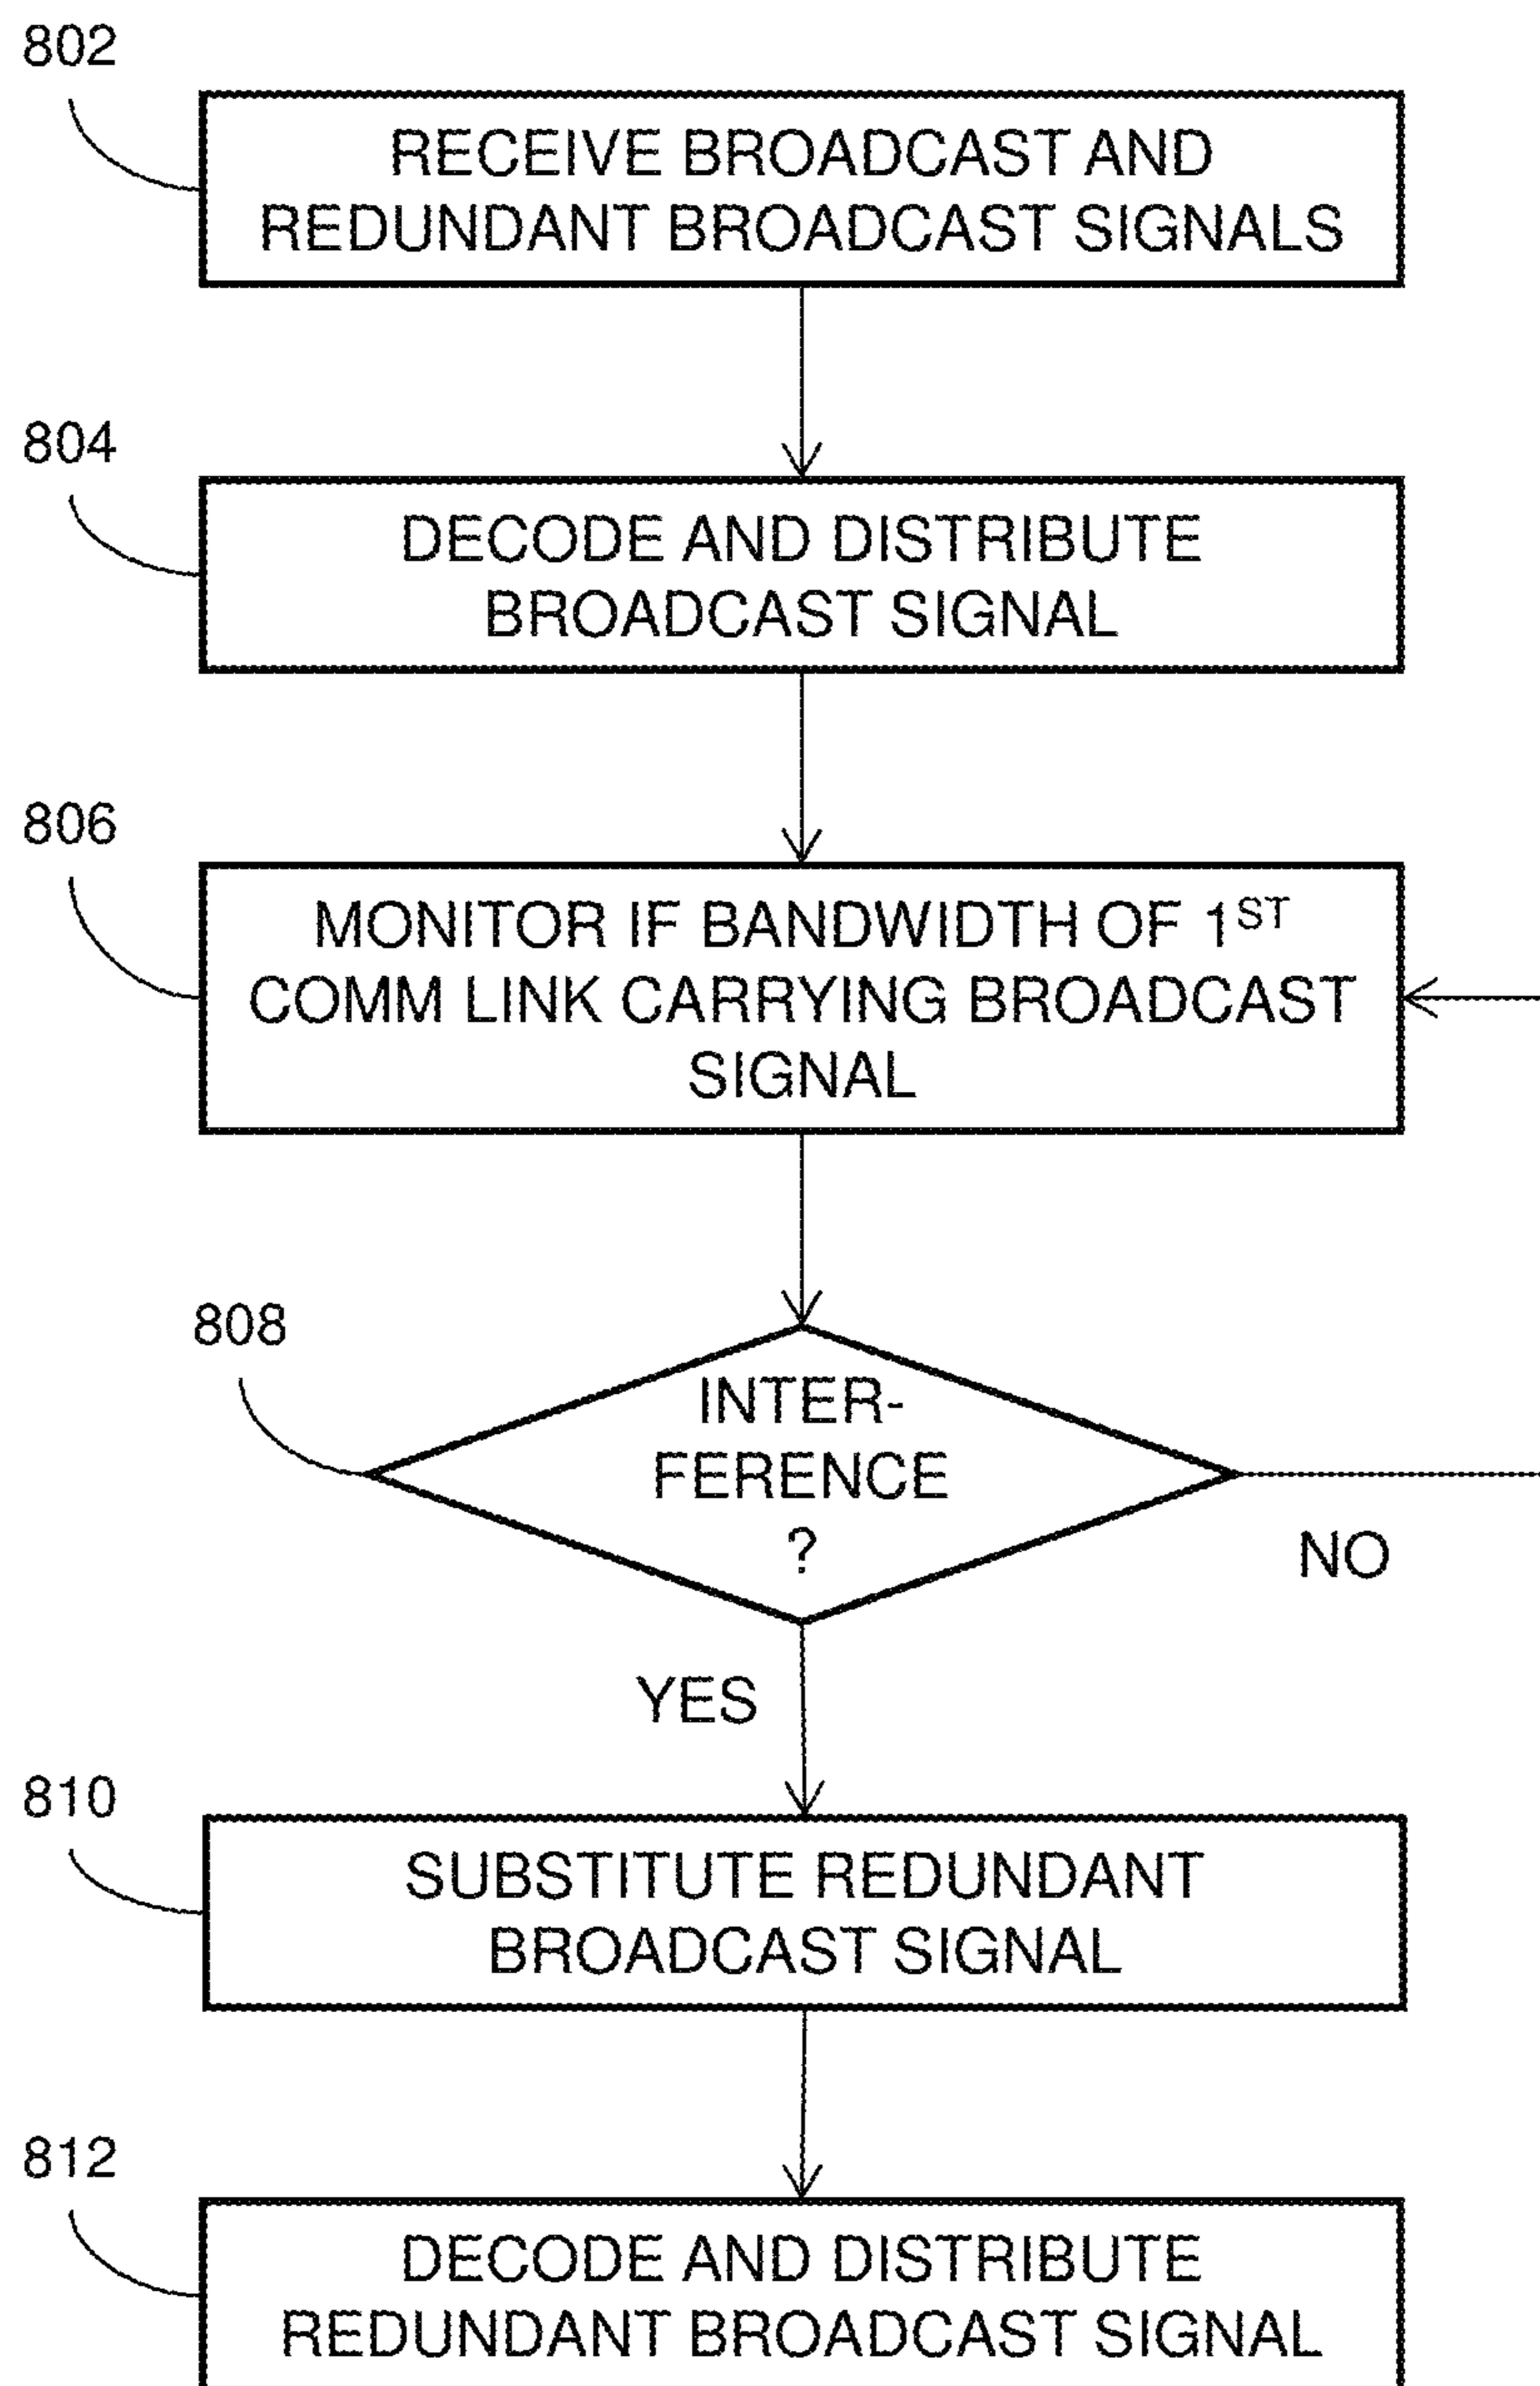 802
RECEIVE BROADCAST AND
REDUNDANT BROADCAST SIGNALS
804
DECODE AND DISTRIBUTE
BROADCAST SIGNAL
806
MONITOR IF BANDWIDTH OF 1ST
COMM LINK CARRYING BROADCAST
SIGNAL
808
INTER-
FERENCE
?
NO
YES
810
SUBSTITUTE REDUNDANT
BROADCAST SIGNAL
812
DECODE AND DISTRIBUTE
REDUNDANT BROADCAST SIGNAL